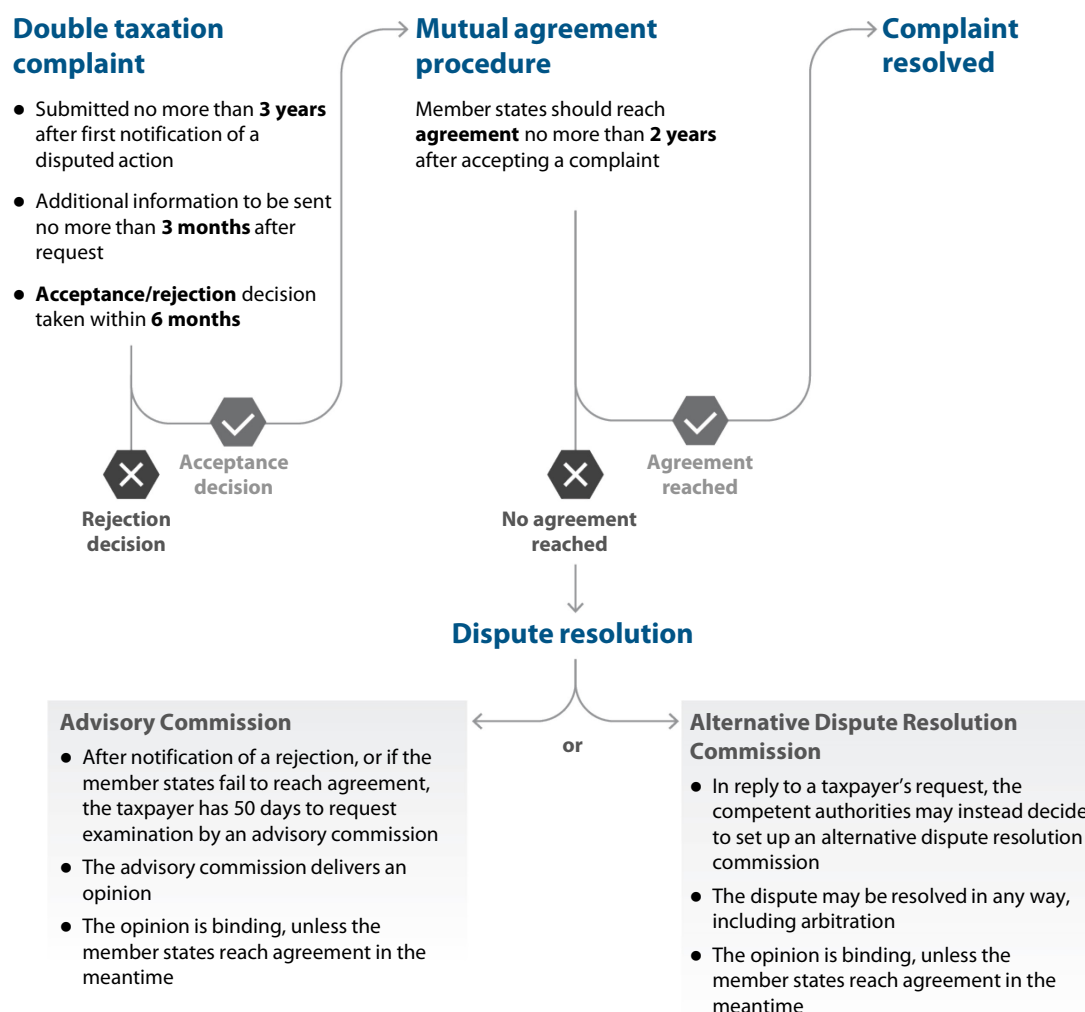 Double taxation
complaint
● Submitted no more than 3 years
after first notification of a
disputed action
● Additional information to be sent
no more than 3 months after
request
● Acceptance/rejection decision
taken within 6 months
Acceptance
decision
Rejection
decision
Mutual agreement
procedure
Member states should reach
agreement no more than 2 years
after accepting a complaint
Agreement
reached
No agreement
reached
Complaint
resolved
Dispute resolution
or
Advisory Commission
● After notification of a rejection, or if the
member states fail to reach agreement,
the taxpayer has 50 days to request
examination by an advisory commission
● The advisory commission delivers an
opinion
● The opinion is binding, unless the
member states reach agreement in the
meantime
Alternative Dispute Resolution
Commission
● In reply to a taxpayer’s request, the
competent authorities may instead decide
to set up an alternative dispute resolution
commission
● The dispute may be resolved in any way,
including arbitration
● The opinion is binding, unless the
member states reach agreement in the
meantime